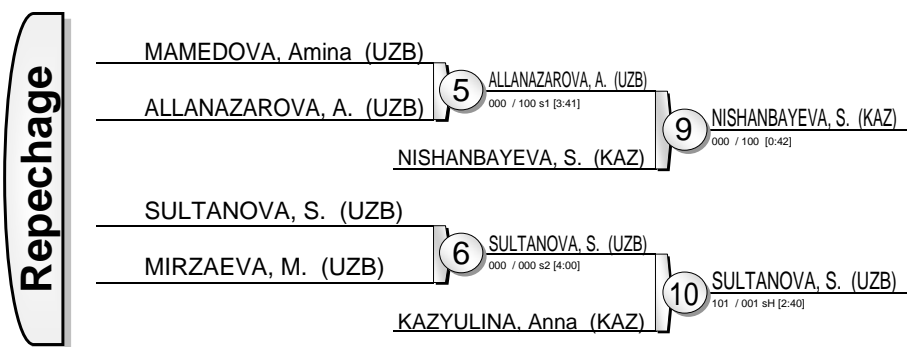 Repechage
MAMEDOVA, Amina (UZB)
5
ALLANAZAROVA, A. (UZB)
000 / 100 s1 [3:41]
ALLANAZAROVA, A. (UZB)
9
NISHANBAYEVA, S. (KAZ)
000 / 100 [0:42]
NISHANBAYEVA, S. (KAZ)
SULTANOVA, S. (UZB)
6
SULTANOVA, S. (UZB)
000 / 000 s2 [4:00]
MIRZAEVA, M. (UZB)
10
SULTANOVA, S. (UZB)
101 / 001 sH [2:40]
KAZYULINA, Anna (KAZ)